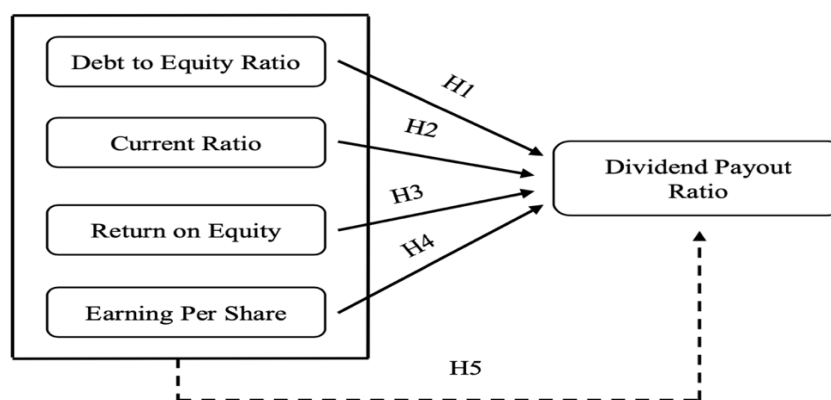 Debt to Equity Ratio
H1
Current Ratio
H2
Dividend Payout
Ratio
H3
Return on Equity
H4
Earning Per Share
H5